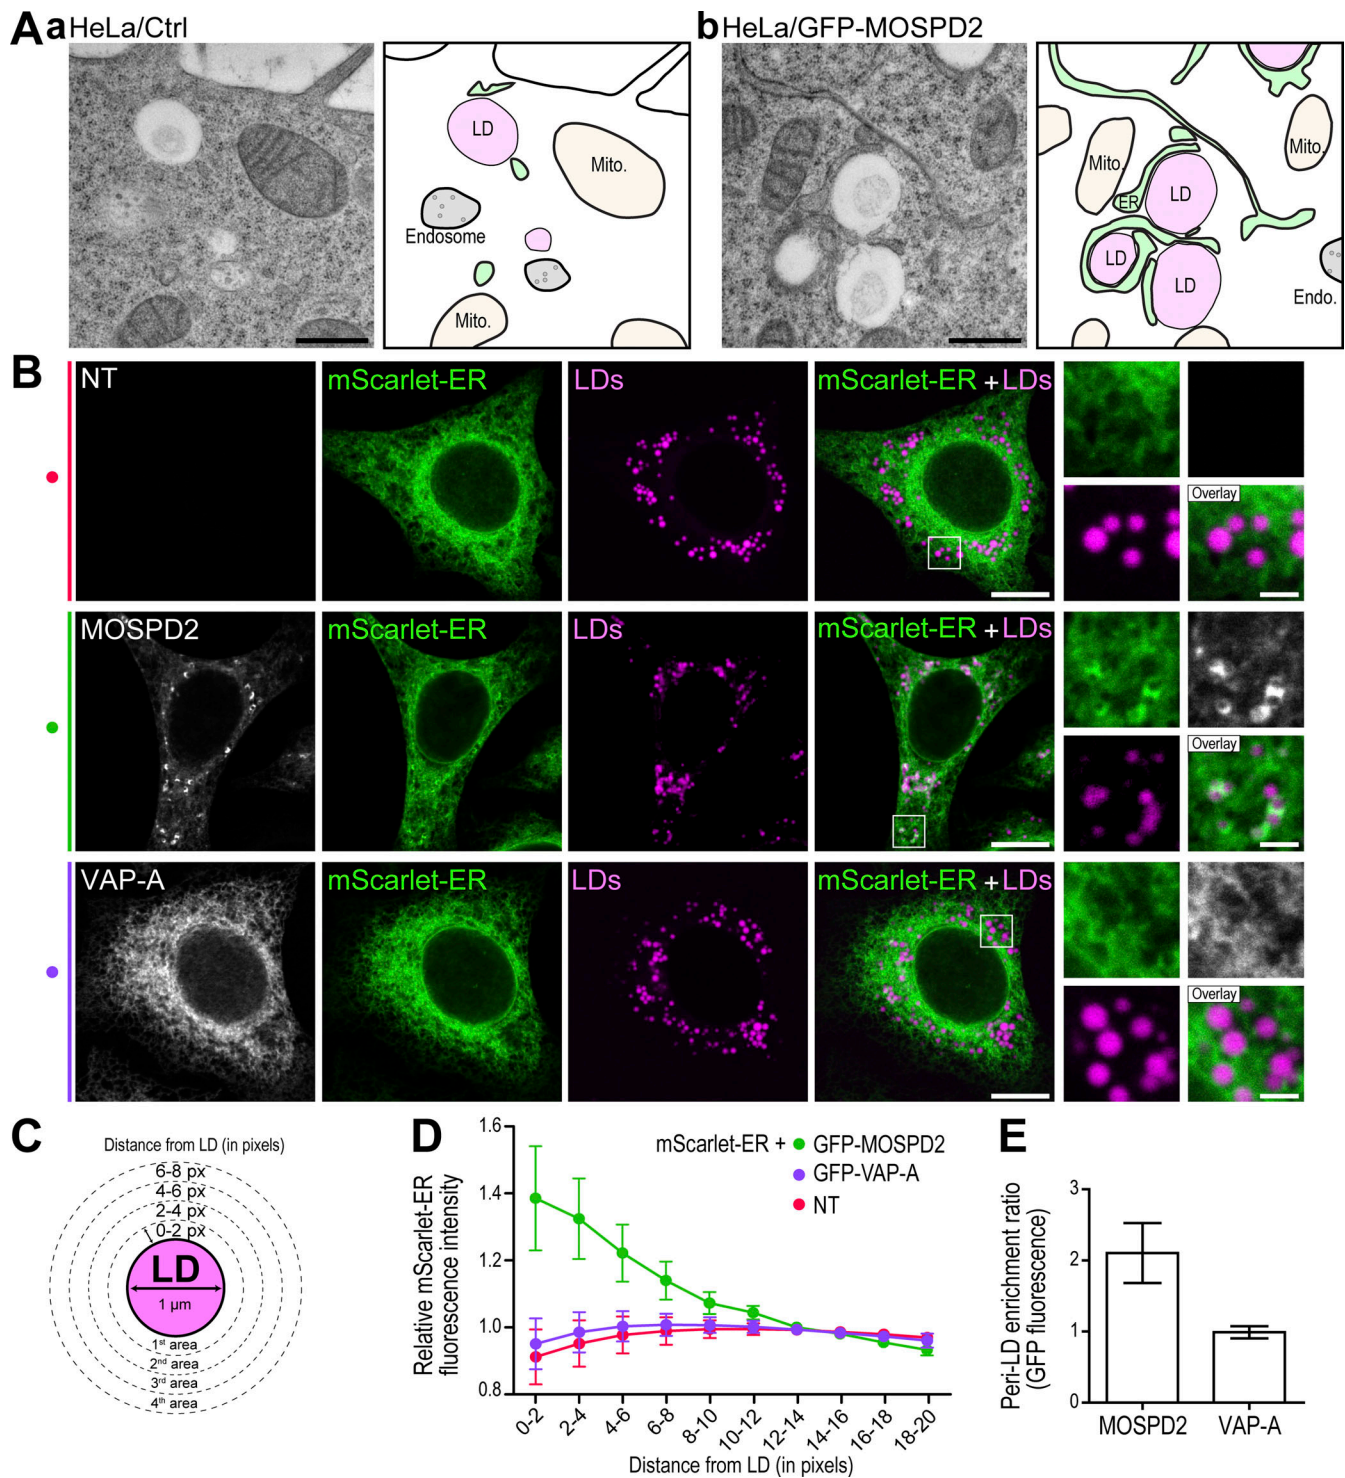 Aa HeLa/Ctrl
b HeLa/GFP-MOSPD2
LD
Mito.
Endosome
Mito.
Mito.
Mito.
ER
LD
LD
LD
Endo.
B
NT
mScarlet-ER
LDs
mScarlet-ER + LDs
Overlay
MOSPD2
mScarlet-ER
LDs
mScarlet-ER + LDs
Overlay
VAP-A
mScarlet-ER
LDs
mScarlet-ER + LDs
Overlay
C
Distance from LD (in pixels)
6-8 px
4-6 px
2-4 px
0-2 px
LD
1 µm
1st area
2nd area
3rd area
4th area
D
Relative mScarlet-ER
fluorescence intensity
1.6
1.4
1.2
1.0
0.8
mScarlet-ER + GFP-MOSPD2
GFP-VAP-A
NT
0-2
2-4
4-6
6-8
8-10
10-12
12-14
14-16
16-18
18-20
Distance from LD (in pixels)
E
Peri-LD enrichment ratio
(GFP fluorescence)
3
2
1
0
MOSPD2
VAP-A